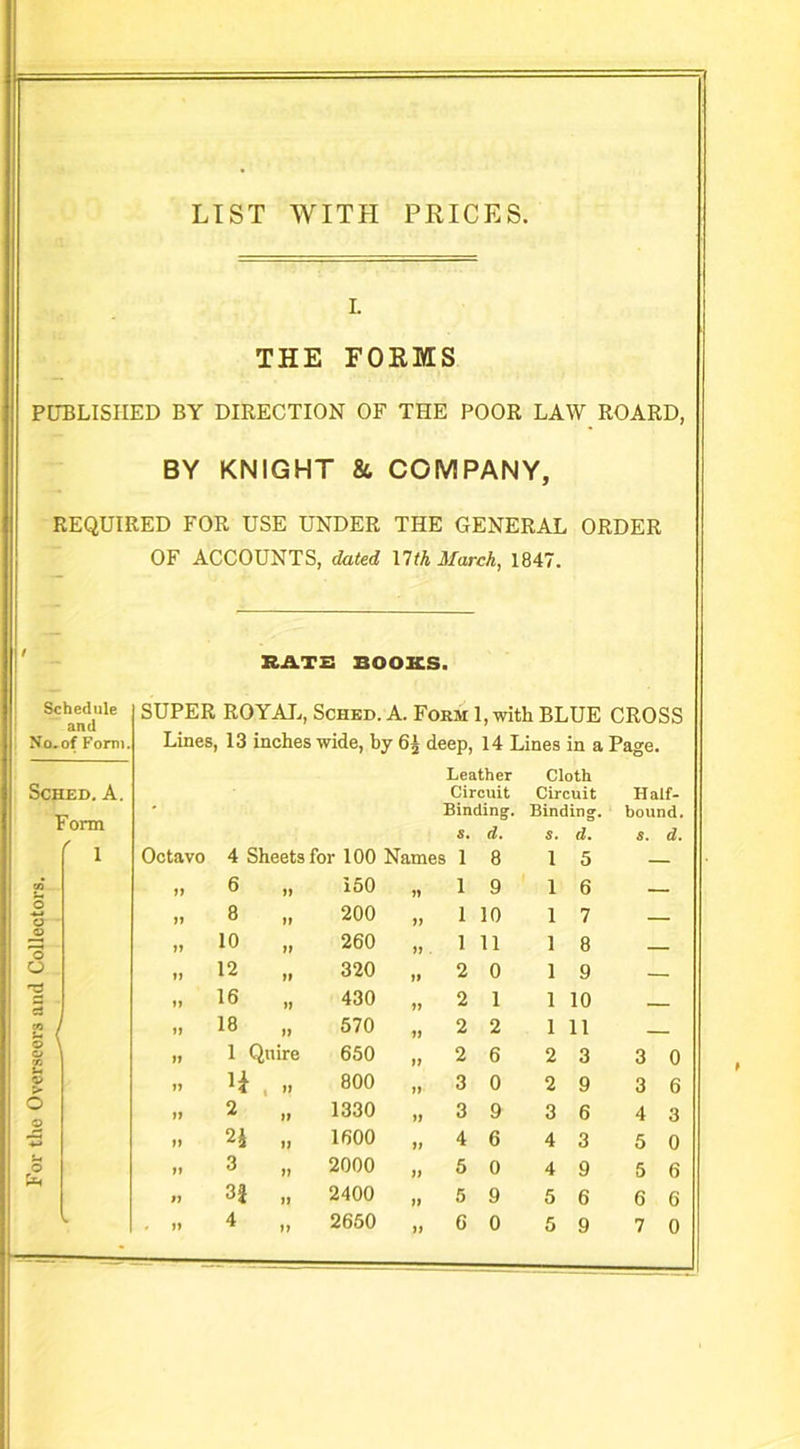 LIST WITH PRICES.
I.
THE FORMS
PUBLISHED BY DIRECTION OF THE POOR LAW BOARD,
BY KNIGHT & COMPANY,
REQUIRED FOR USE UNDER THE GENERAL ORDER
OF ACCOUNTS, dated 17th March, 1847.
RATE BOOKS.
Schedule and No. of Form.
SUPER ROYAL, SCHED. A. FORM 1, with BLUE CROSS
Lines, 13 inches wide, by 6½ deep, 14 Lines in a Page.
SCHED. A.
Form
1
For the Overseers and Collectors.
Leather Circuit Binding. Cloth Circuit Binding. Half-bound.
s. d. s. d. s. d.
Octavo 4 Sheets for 100 Names 1 8 1 5 —
„ 6 „ 150 „ 1 9 1 6 —
„ 8 „ 200 „ 1 10 1 7 —
„ 10 „ 260 „ 1 11 1 8 —
„ 12 „ 320 „ 2 0 1 9 —
„ 16 „ 430 „ 2 1 1 10 —
„ 18 „ 570 „ 2 2 1 11 —
„ 1 Quire 650 „ 2 6 2 3 3 0
„ 1¼ „ 800 „ 3 0 2 9 3 6
„ 2 „ 1330 „ 3 9 3 6 4 3
„ 2½ „ 1600 „ 4 6 4 3 5 0
„ 3 „ 2000 „ 5 0 4 9 5 6
„ 3¾ „ 2400 „ 5 9 5 6 6 6
„ 4 „ 2650 „ 6 0 5 9 7 0